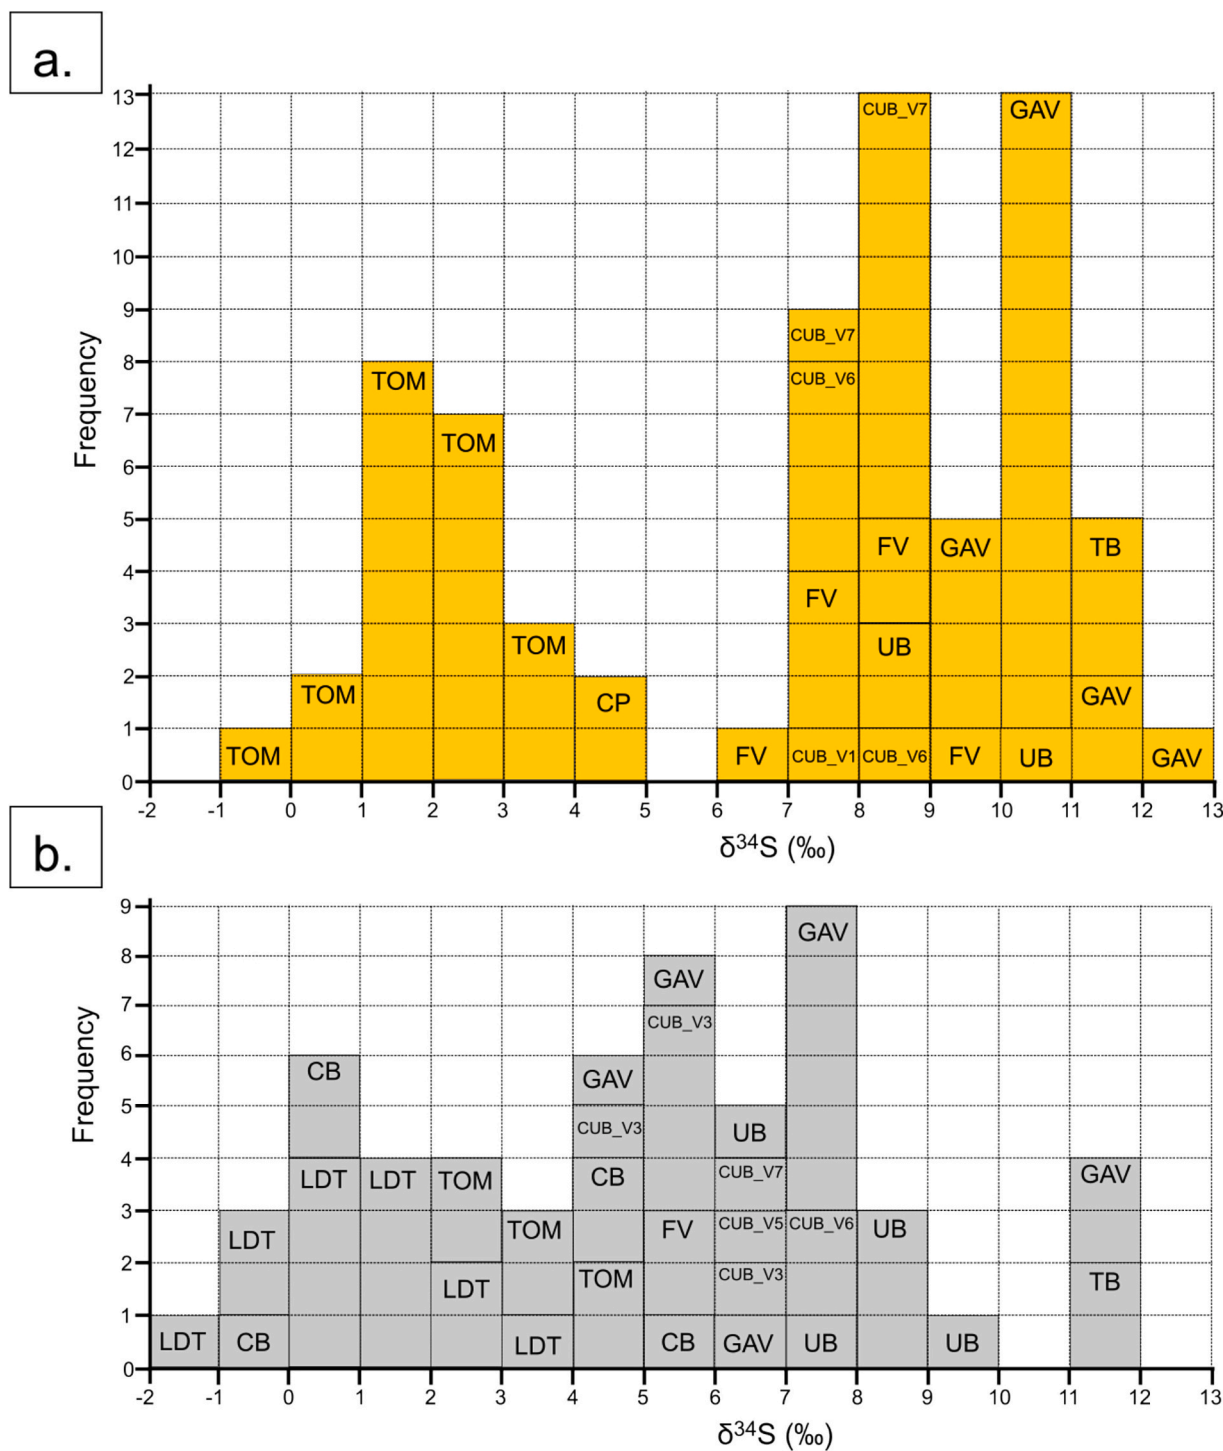 a.
13
CUB_V7 GAV
12
11
10
9
CUB_V7
8
TOM CUB_V6
7
TOM
6
5
FV GAV TB
4
FV
3
TOM UB
2
TOM CP GAV
1
TOM FV CUB_V1 CUB_V6 FV UB GAV
0
Frequency
-2 -1 0 1 2 3 4 5 6 7 8 9 10 11 12 13
δ³⁴S (‰)
b.
9
GAV
8
GAV
7
CUB_V3
6
CB GAV
5
CUB_V3 UB
4
LDT LDT TOM CB CUB_V7 GAV
3
LDT TOM FV CUB_V5 CUB_V6 UB
2
LDT TOM CUB_V3 TB
1
LDT CB LDT CB GAV UB UB
0
Frequency
-2 -1 0 1 2 3 4 5 6 7 8 9 10 11 12 13
δ³⁴S (‰)